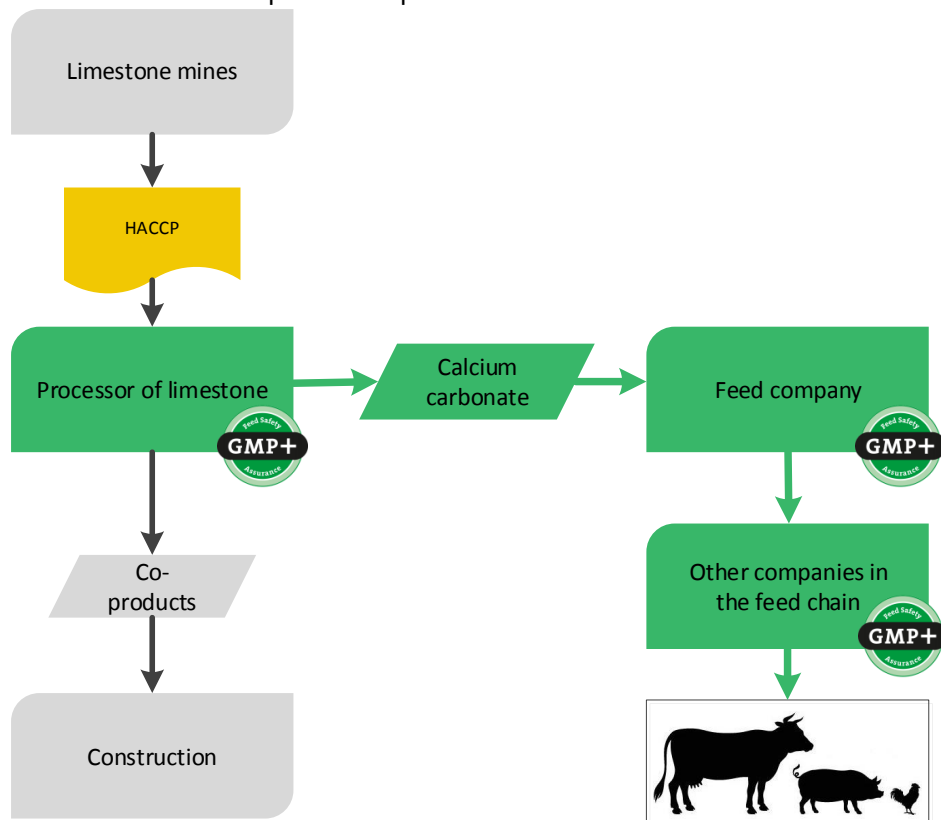 Limestone mines
HACCP
Processor of limestone
Feed Safety
GMP+
Assurance
Calcium
carbonate
Feed company
Feed Safety
GMP+
Assurance
Co-
products
Other companies in
the feed chain
Feed Safety
GMP+
Assurance
Construction